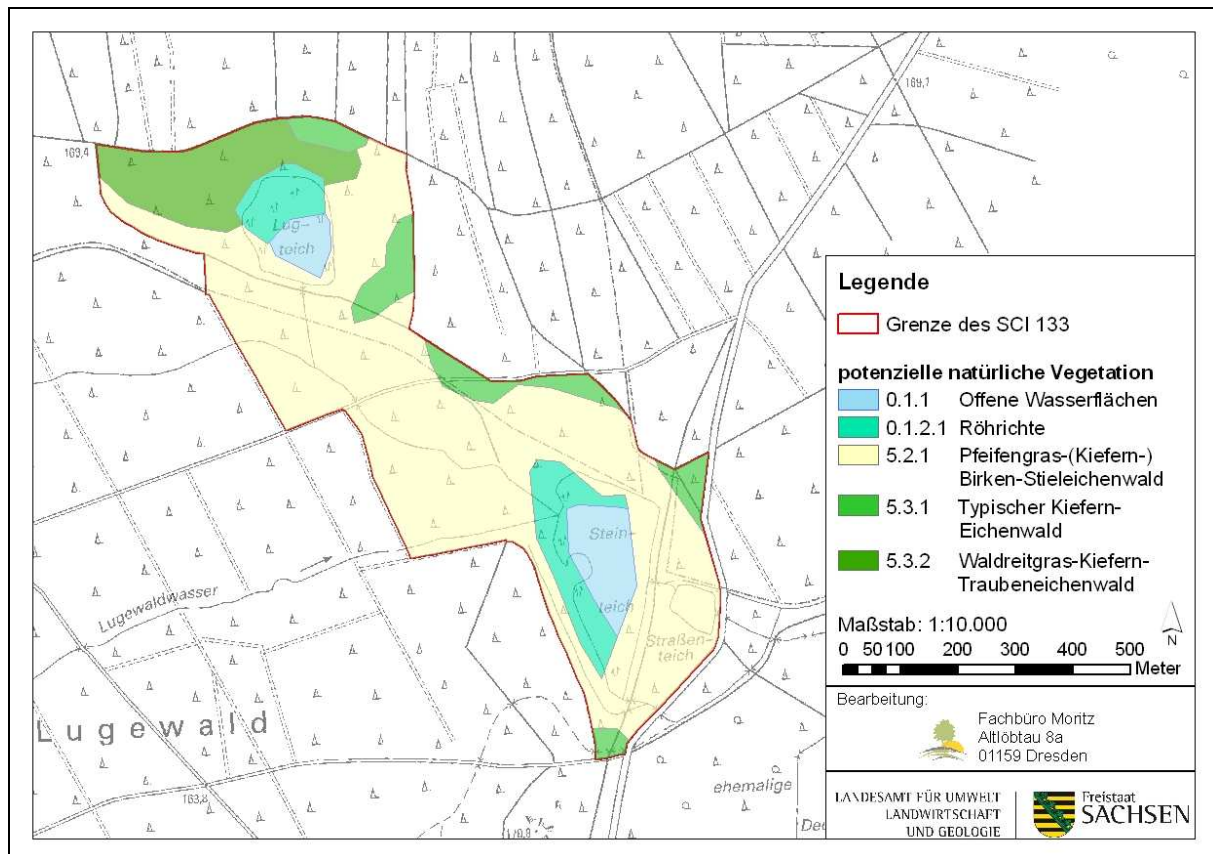 169,7
163,4
Lug-
teich
Stein-
teich
Straßen-
teich
Lugewaldwasser
Lugewald
163,8
170,8
ehemalige
Legende
Grenze des SCI 133
potenzielle natürliche Vegetation
0.1.1 Offene Wasserflächen
0.1.2.1 Röhrichte
5.2.1 Pfeifengras-(Kiefern-)
Birken-Stieleichenwald
5.3.1 Typischer Kiefern-
Eichenwald
5.3.2 Waldreitgras-Kiefern-
Traubeneichenwald
Maßstab: 1:10.000
N
0 50 100 200 300 400 500
Meter
Bearbeitung:
Fachbüro Moritz
Altlöbtau 8a
01159 Dresden
LANDESAMT FÜR UMWELT
LANDWIRTSCHAFT
UND GEOLOGIE
Freistaat
SACHSEN